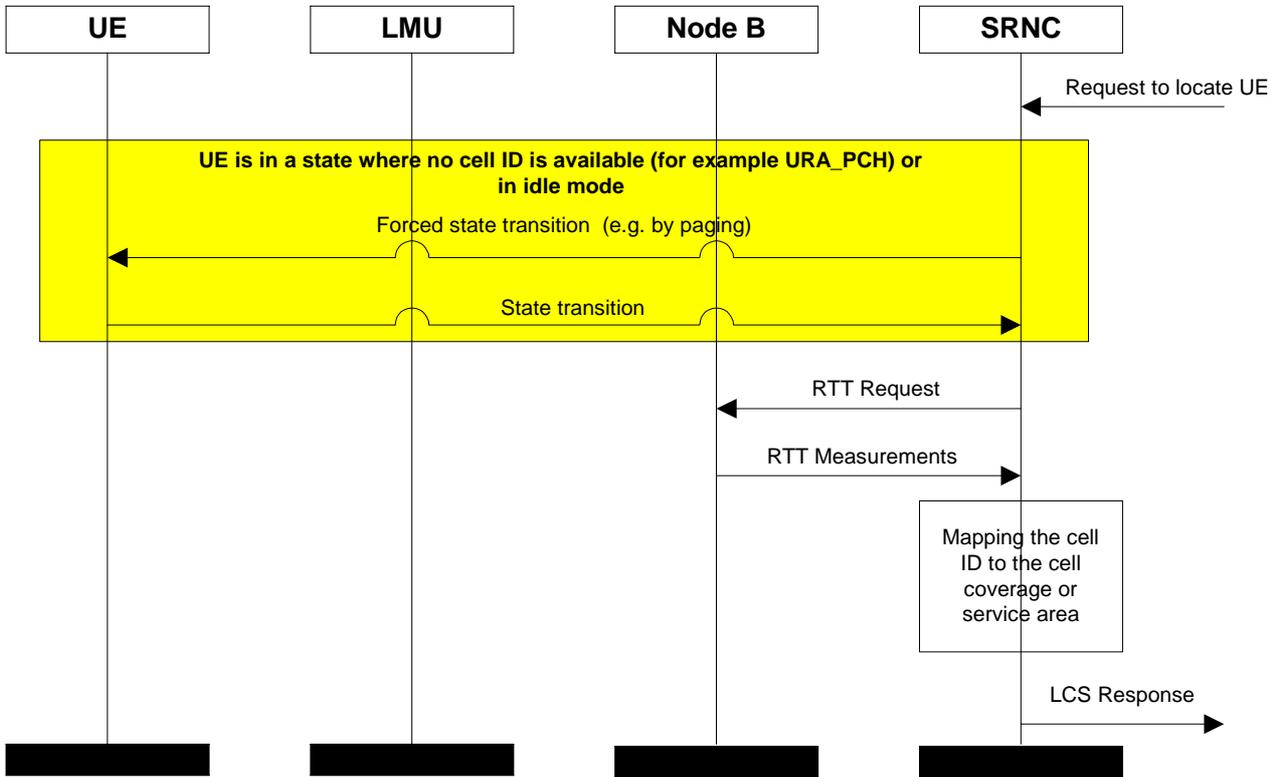 UE
LMU
Node B
SRNC
Request to locate UE
UE is in a state where no cell ID is available (for example URA_PCH) or
in idle mode
Forced state transition (e.g. by paging)
State transition
RTT Request
RTT Measurements
Mapping the cell
ID to the cell
coverage or
service area
LCS Response